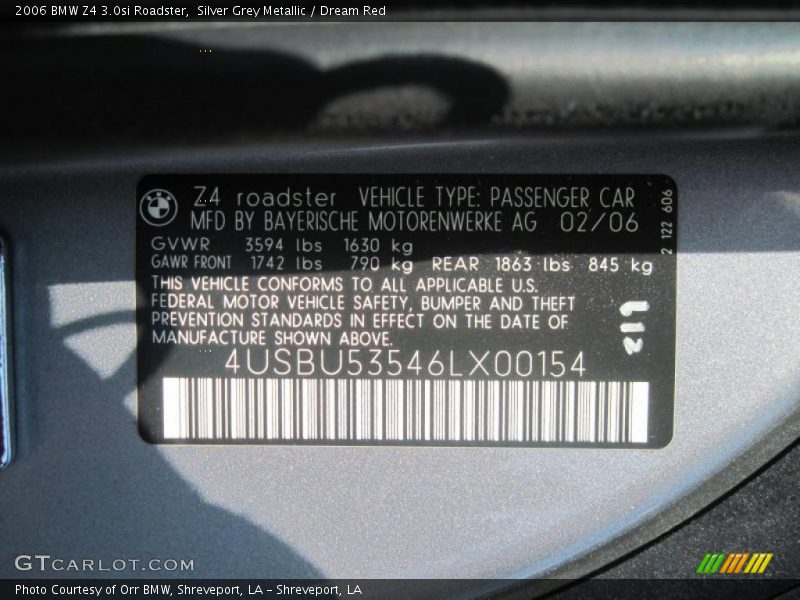 2006 BMW Z4 3.0si Roadster, Silver Grey Metallic / Dream Red
Z4 roadster VEHICLE TYPE: PASSENGER CAR
MFD BY BAYERISCHE MOTORENWERKE AG 02/06
GVWR 3594 lbs 1630 kg
GAWR FRONT 1742 lbs 790 kg REAR 1863 lbs 845 kg
THIS VEHICLE CONFORMS TO ALL APPLICABLE U.S.
FEDERAL MOTOR VEHICLE SAFETY, BUMPER AND THEFT
PREVENTION STANDARDS IN EFFECT ON THE DATE OF
MANUFACTURE SHOWN ABOVE.
4USBU53546LX00154
2 122 606
GTCARLOT.COM
Photo Courtesy of Orr BMW, Shreveport, LA - Shreveport, LA